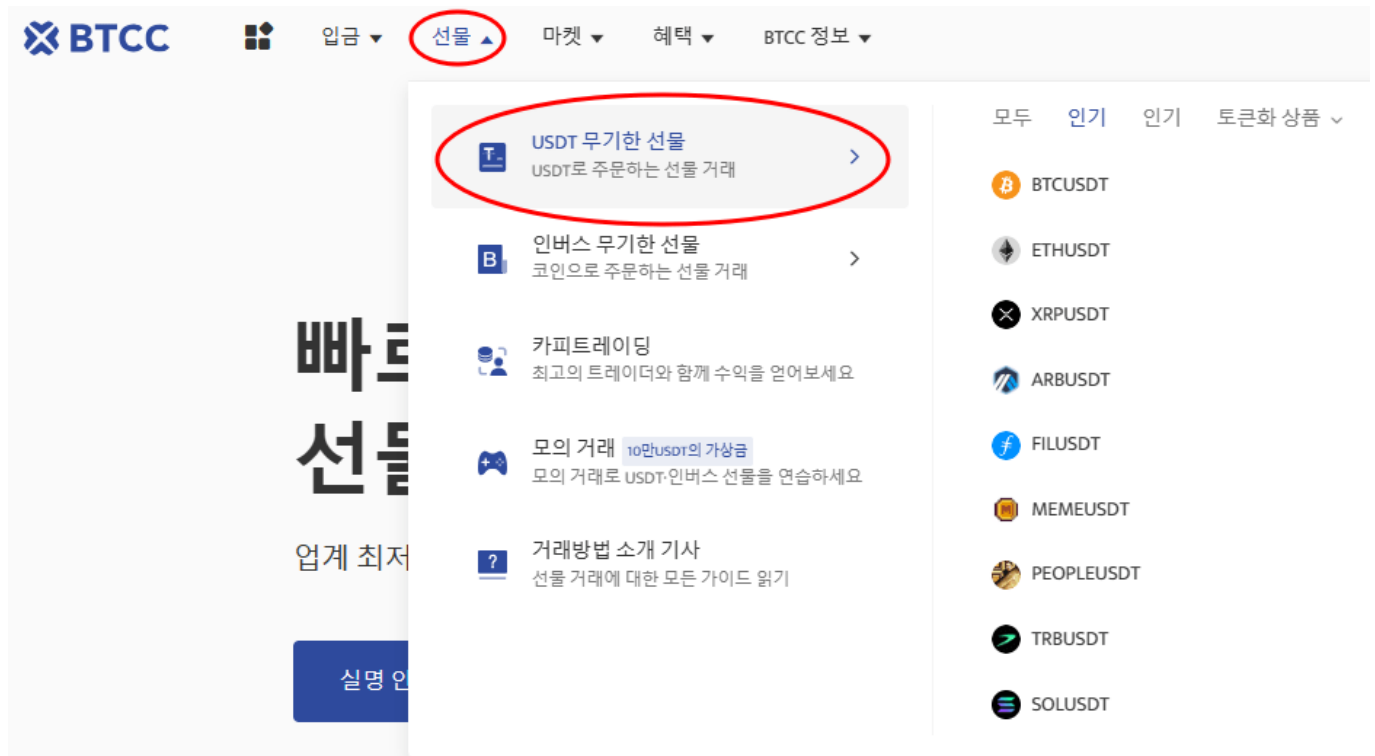 BTCC
입금 ▼
선물 ▲
마켓 ▼
혜택 ▼
BTCC 정보 ▼
USDT 무기한 선물
USDT로 주문하는 선물 거래
인버스 무기한 선물
코인으로 주문하는 선물 거래
카피트레이딩
최고의 트레이더와 함께 수익을 얻어보세요
모의 거래 10만USDT의 가상금
모의 거래로 USDT·인버스 선물을 연습하세요
거래방법 소개 기사
선물 거래에 대한 모든 가이드 읽기
모두 인기 인기 토큰화 상품
BTCUSDT
ETHUSDT
XRPUSDT
ARBUSDT
FILUSDT
MEMEUSDT
PEOPLEUSDT
TRBUSDT
SOLUSDT
빠
선
업계 최저
실명